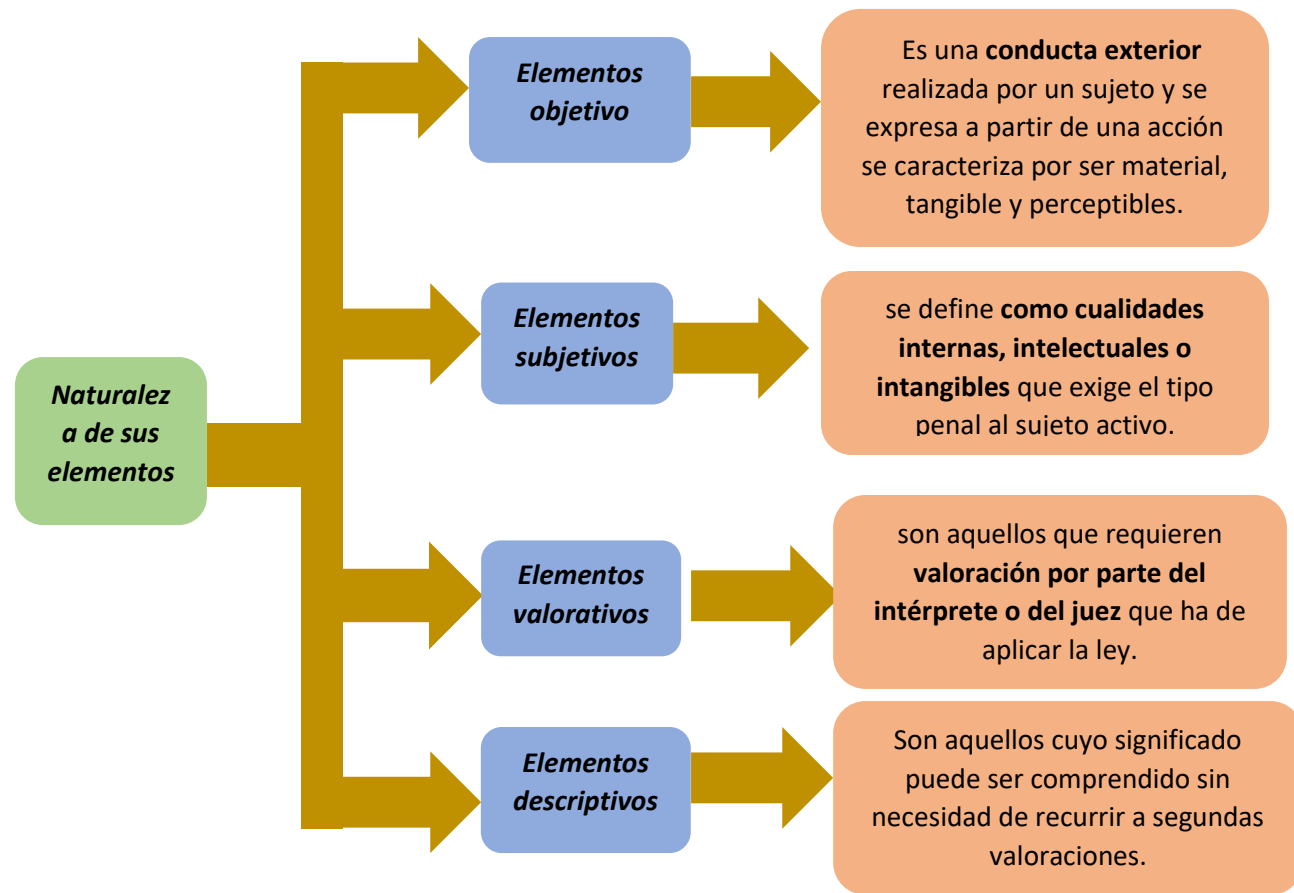 Naturalez
a de sus
elementos
Elementos
objetivo
Es una conducta exterior
realizada por un sujeto y se
expresa a partir de una acción
se caracteriza por ser material,
tangible y perceptibles.
Elementos
subjetivos
se define como cualidades
internas, intelectuales o
intangibles que exige el tipo
penal al sujeto activo.
Elementos
valorativos
son aquellos que requieren
valoración por parte del
intérprete o del juez que ha de
aplicar la ley.
Elementos
descriptivos
Son aquellos cuyo significado
puede ser comprendido sin
necesidad de recurrir a segundas
valoraciones.